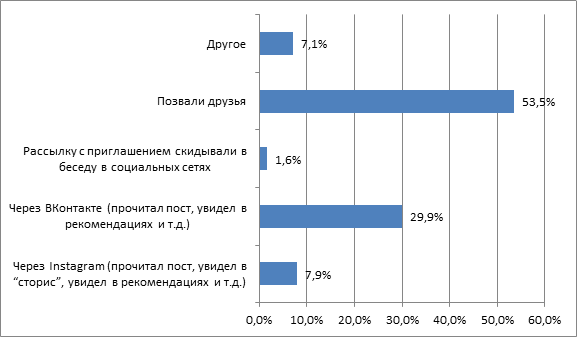 Другое
7,1%
Позвали друзья
53,5%
Рассылку с приглашением скидывали в
беседу в социальных сетях
1,6%
Через ВКонтакте (прочитал пост, увидел в
рекомендациях и т.д.)
29,9%
Через Instagram (прочитал пост, увидел в
“сторис”, увидел в рекомендациях и т.д.)
7,9%
0,0% 10,0% 20,0% 30,0% 40,0% 50,0% 60,0%